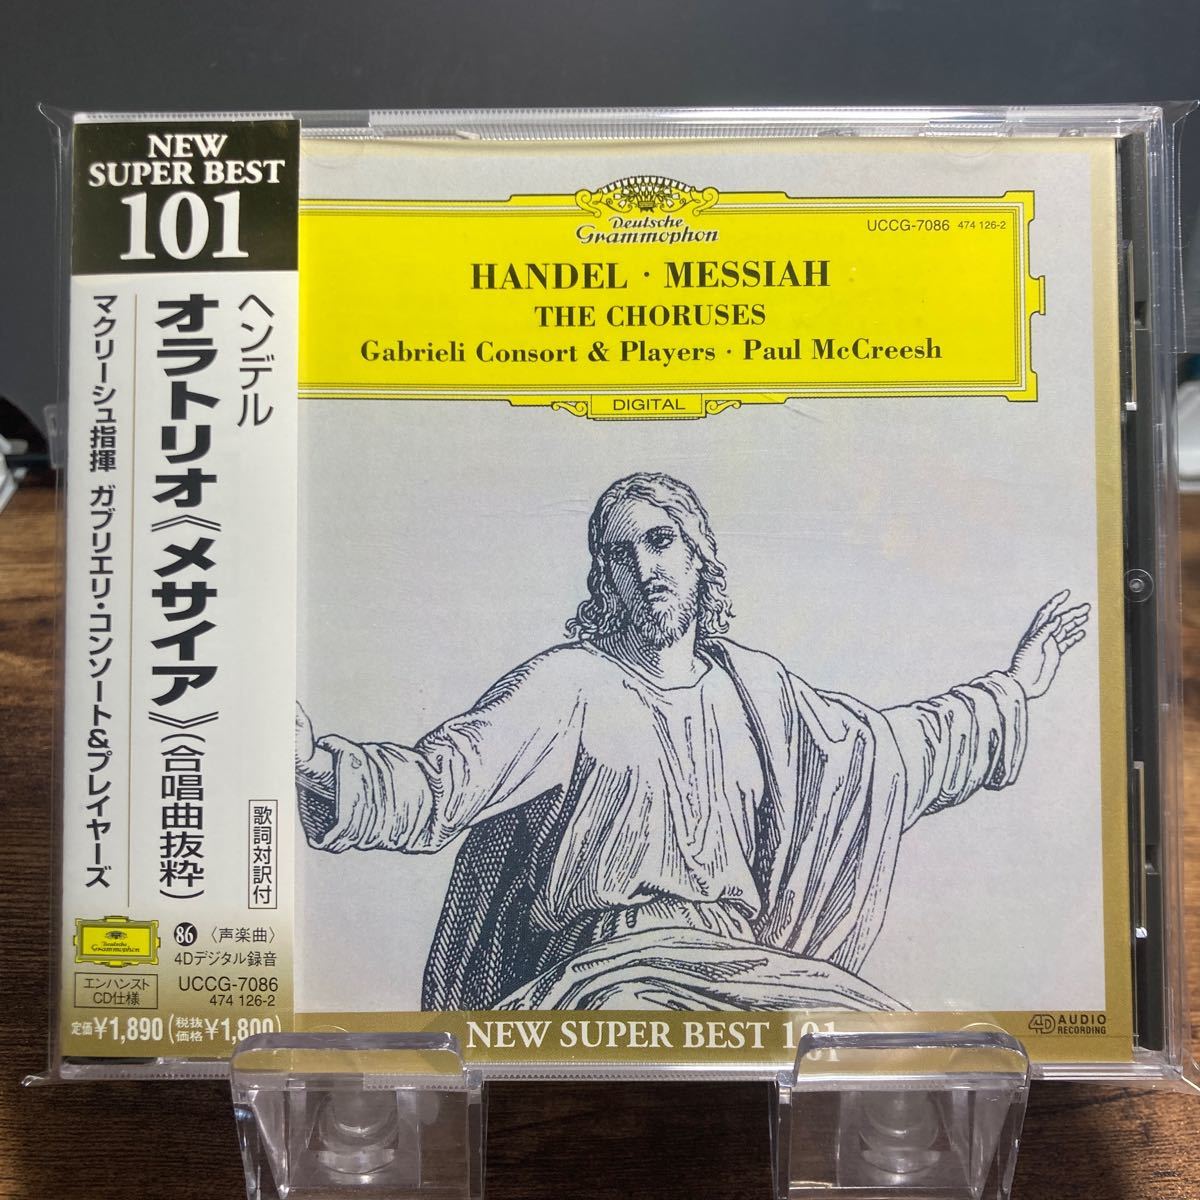 NEW
SUPER BEST
101
ヘンデル
オラトリオ《メサイア》(合唱曲抜粋)
マクリーシュ指揮 ガブリエリ・コンソート&プレイヤーズ
歌詞対訳付
Deutsche
Grammophon
86 〈声楽曲〉
4Dデジタル録音
エンハンスト
CD仕様
UCCG-7086
474 126-2
定価¥1,890(税抜価格¥1,800)
Deutsche
Grammophon
UCCG-7086 474 126-2
HANDEL · MESSIAH
THE CHORUSES
Gabrieli Consort & Players · Paul McCreesh
DIGITAL
NEW SUPER BEST 101
4D AUDIO
RECORDING